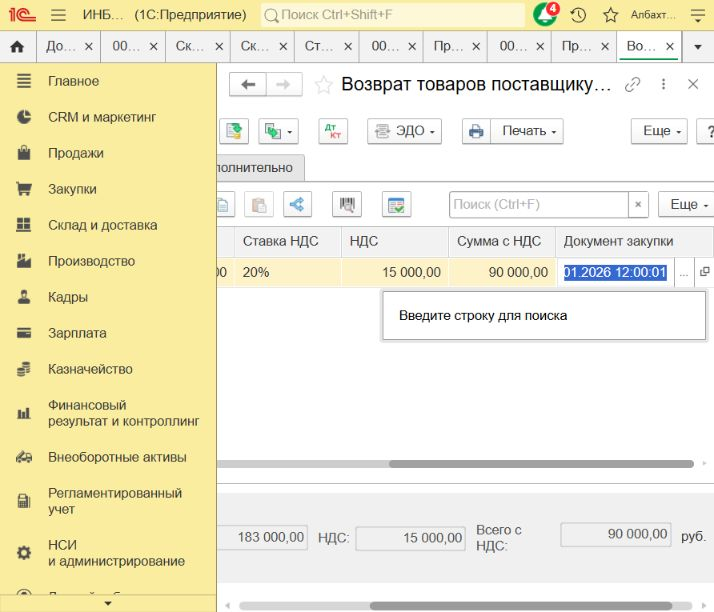 1С ИНБ... (1С:Предприятие) Поиск Ctrl+Shift+F 4 Албахт...
До... × 00... × Ск... × Ск... × Ст... × 00... × Пр... × 00... × Пр... × Во... ×
Главное
CRM и маркетинг
Продажи
Закупки
Склад и доставка
Производство
Кадры
Зарплата
Казначейство
Финансовый
результат и контроллинг
Внеоборотные активы
Регламентированный
учет
НСИ
и администрирование
Возврат товаров поставщику...
Дт Кт ЭДО Печать Еще ?
полнительно
Поиск (Ctrl+F) × Еще
Ставка НДС НДС Сумма с НДС Документ закупки
00 20% 15 000,00 90 000,00 01.2026 12:00:01 ...
Введите строку для поиска
183 000,00 НДС: 15 000,00 Всего с
НДС: 90 000,00 руб.